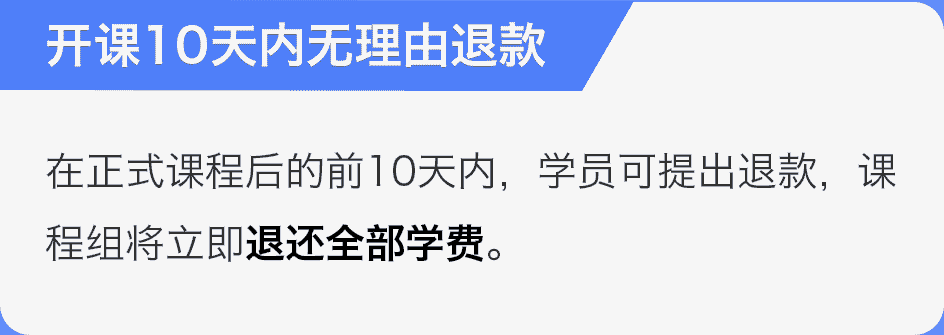 开课10天内无理由退款
在正式课程后的前10天内，学员可提出退款，课
程组将立即退还全部学费。